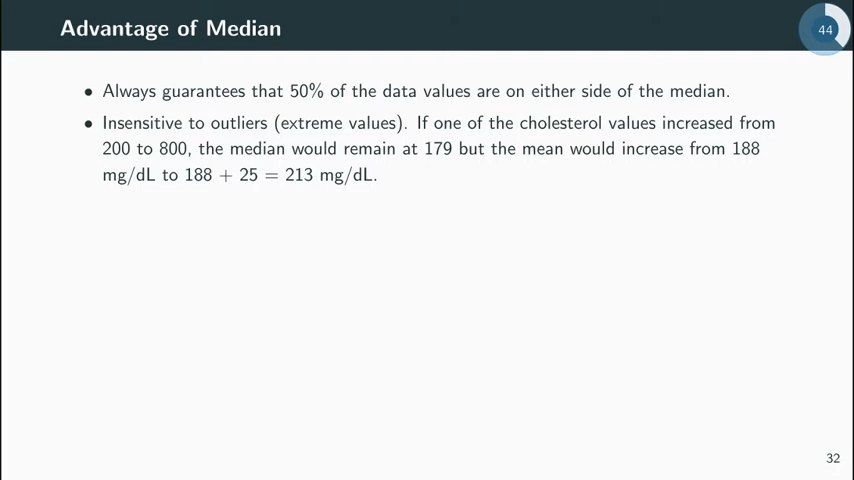 Advantage of Median
44
• Always guarantees that 50% of the data values are on either side of the median.
• Insensitive to outliers (extreme values). If one of the cholesterol values increased from
200 to 800, the median would remain at 179 but the mean would increase from 188
mg/dL to 188 + 25 = 213 mg/dL.
32